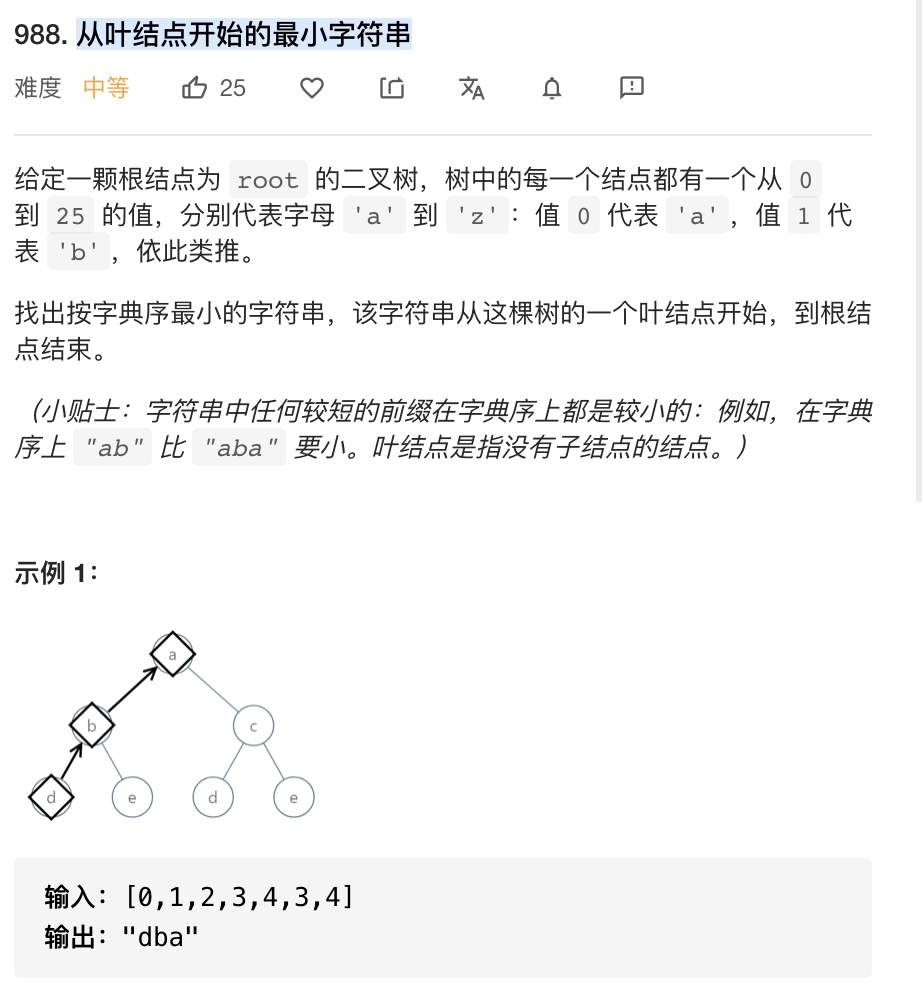 988. 从叶结点开始的最小字符串
难度 中等 25
给定一颗根结点为 root 的二叉树，树中的每一个结点都有一个从 0
到 25 的值，分别代表字母 'a' 到 'z'：值 0 代表 'a'，值 1 代
表 'b'，依此类推。
找出按字典序最小的字符串，该字符串从这棵树的一个叶结点开始，到根结
点结束。
（小贴士：字符串中任何较短的前缀在字典序上都是较小的：例如，在字典
序上 "ab" 比 "aba" 要小。叶结点是指没有子结点的结点。）
示例 1：
a
b c
d e d e
输入：[0,1,2,3,4,3,4]
输出："dba"